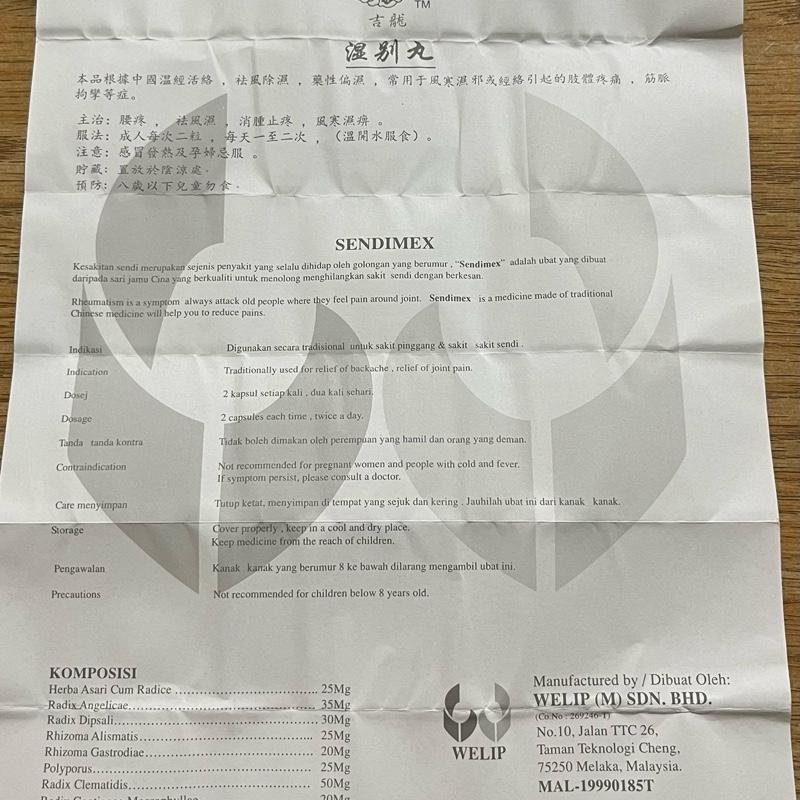 TM
吉龍
湿别丸
本品根據中國温經活絡，祛風除濕，藥性偏濕，常用于風寒濕邪或經絡引起的肢體疼痛，筋脈
拘攣等症。
主治：腰疼，祛風濕，消腫止疼，風寒濕痹。
服法：成人每次二粒，每天一至二次，（溫開水服食）。
注意：感冒發熱及孕婦忌服。
貯藏：置放於陰涼處．
預防：八歲以下兒童勿食．
SENDIMEX
Kesakitan sendi merupakan sejenis penyakit yang selalu dihidap oleh golongan yang berumur , "Sendimex" adalah ubat yang dibuat
daripada sari jamu Cina yang berkualiti untuk menolong menghilangkan sakit sendi dengan berkesan.
Rheumatism is a symptom always attack old people where they feel pain around joint. Sendimex is a medicine made of traditional
Chinese medicine will help you to reduce pains.
Indikasi Digunakan secara tradisional untuk sakit pinggang & sakit sakit sendi .
Indication Traditionally used for relief of backache , relief of joint pain.
Dosej 2 kapsul setiap kali , dua kali sehari.
Dosage 2 capsules each time , twice a day.
Tanda tanda kontra Tidak boleh dimakan oleh perempuan yang hamil dan orang yang deman.
Contraindication Not recommended for pregnant women and people with cold and fever.
If symptom persist, please consult a doctor.
Care menyimpan Tutup ketat, menyimpan di tempat yang sejuk dan kering . Jauhilah ubat ini dari kanak kanak.
Storage Cover properly , keep in a cool and dry place.
Keep medicine from the reach of children.
Pengawalan Kanak kanak yang berumur 8 ke bawah dilarang mengambil ubat ini.
Precautions Not recommended for children below 8 years old.
KOMPOSISI
Herba Asari Cum Radice .................................. 25Mg
Radix Angelicae.................................................. 35Mg
Radix Dipsali...................................................... 30Mg
Rhizoma Alismatis.............................................. 25Mg
Rhizoma Gastrodiae........................................... 20Mg
Polyporus............................................................ 25Mg
Radix Clematidis................................................ 50Mg
20Mg
WELIP
Manufactured by / Dibuat Oleh:
WELIP (M) SDN. BHD.
(Co.No : 269246-T)
No.10, Jalan TTC 26,
Taman Teknologi Cheng,
75250 Melaka, Malaysia.
MAL-19990185T